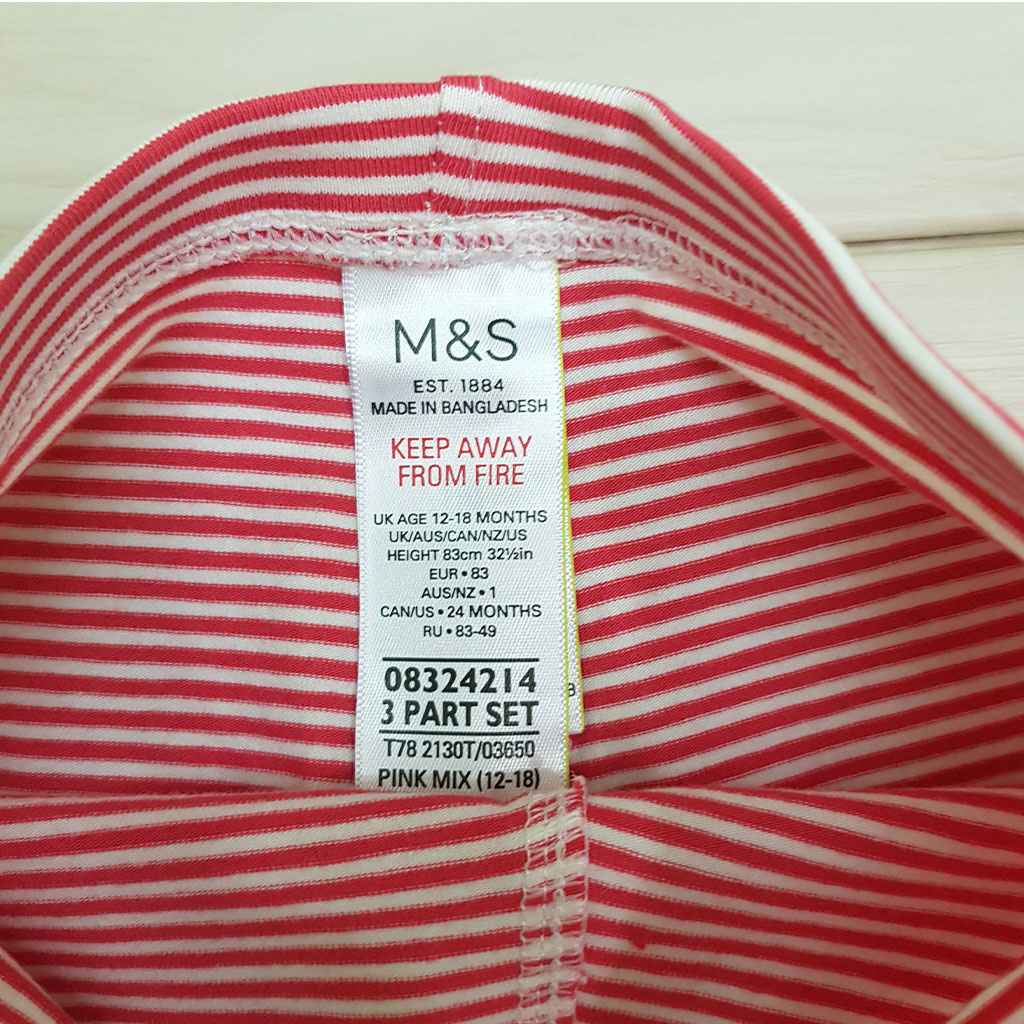 M&S
EST. 1884
MADE IN BANGLADESH
KEEP AWAY
FROM FIRE
UK AGE 12-18 MONTHS
UK/AUS/CAN/NZ/US
HEIGHT 83cm 32½in
EUR • 83
AUS/NZ • 1
CAN/US • 24 MONTHS
RU • 83-49
08324214
3 PART SET
T78 2130T/03650
PINK MIX (12-18)